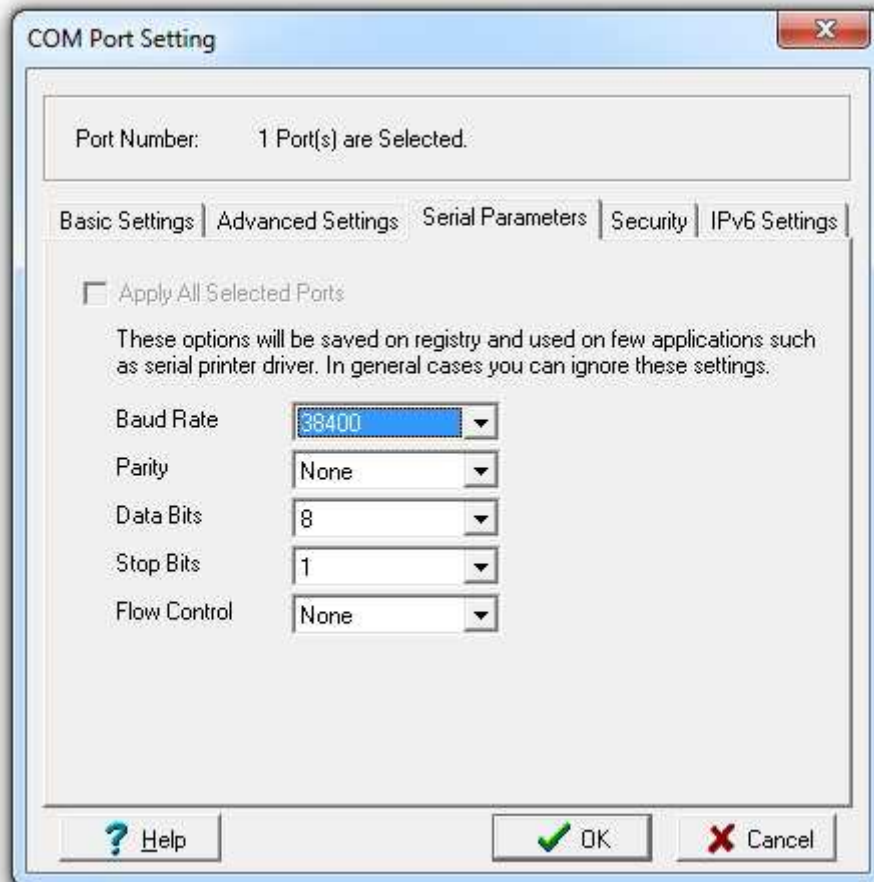 COM Port Setting
Port Number: 1 Port(s) are Selected.
Basic Settings Advanced Settings Serial Parameters Security IPv6 Settings
Apply All Selected Ports
These options will be saved on registry and used on few applications such
as serial printer driver. In general cases you can ignore these settings.
Baud Rate 38400
Parity None
Data Bits 8
Stop Bits 1
Flow Control None
? Help OK Cancel